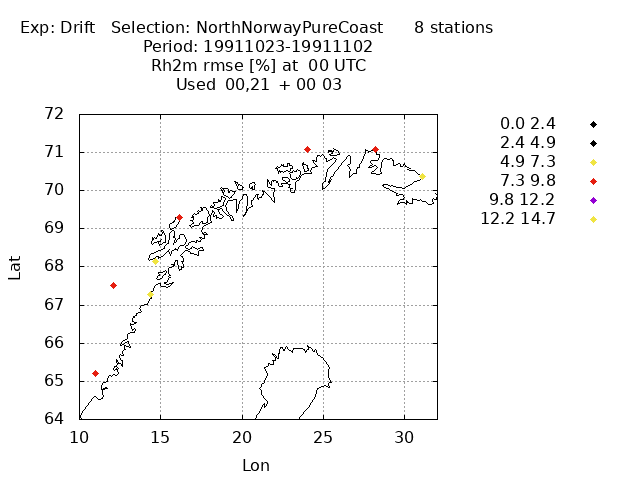 Exp: Drift   Selection: NorthNorwayPureCoast      8 stations
Period: 19911023-19911102
Rh2m rmse [%] at  00 UTC
Used  00,21  + 00 03
72
71
70
69
68
67
66
65
64
10 15 20 25 30
Lat
Lon
0.0 2.4
2.4 4.9
4.9 7.3
7.3 9.8
9.8 12.2
12.2 14.7